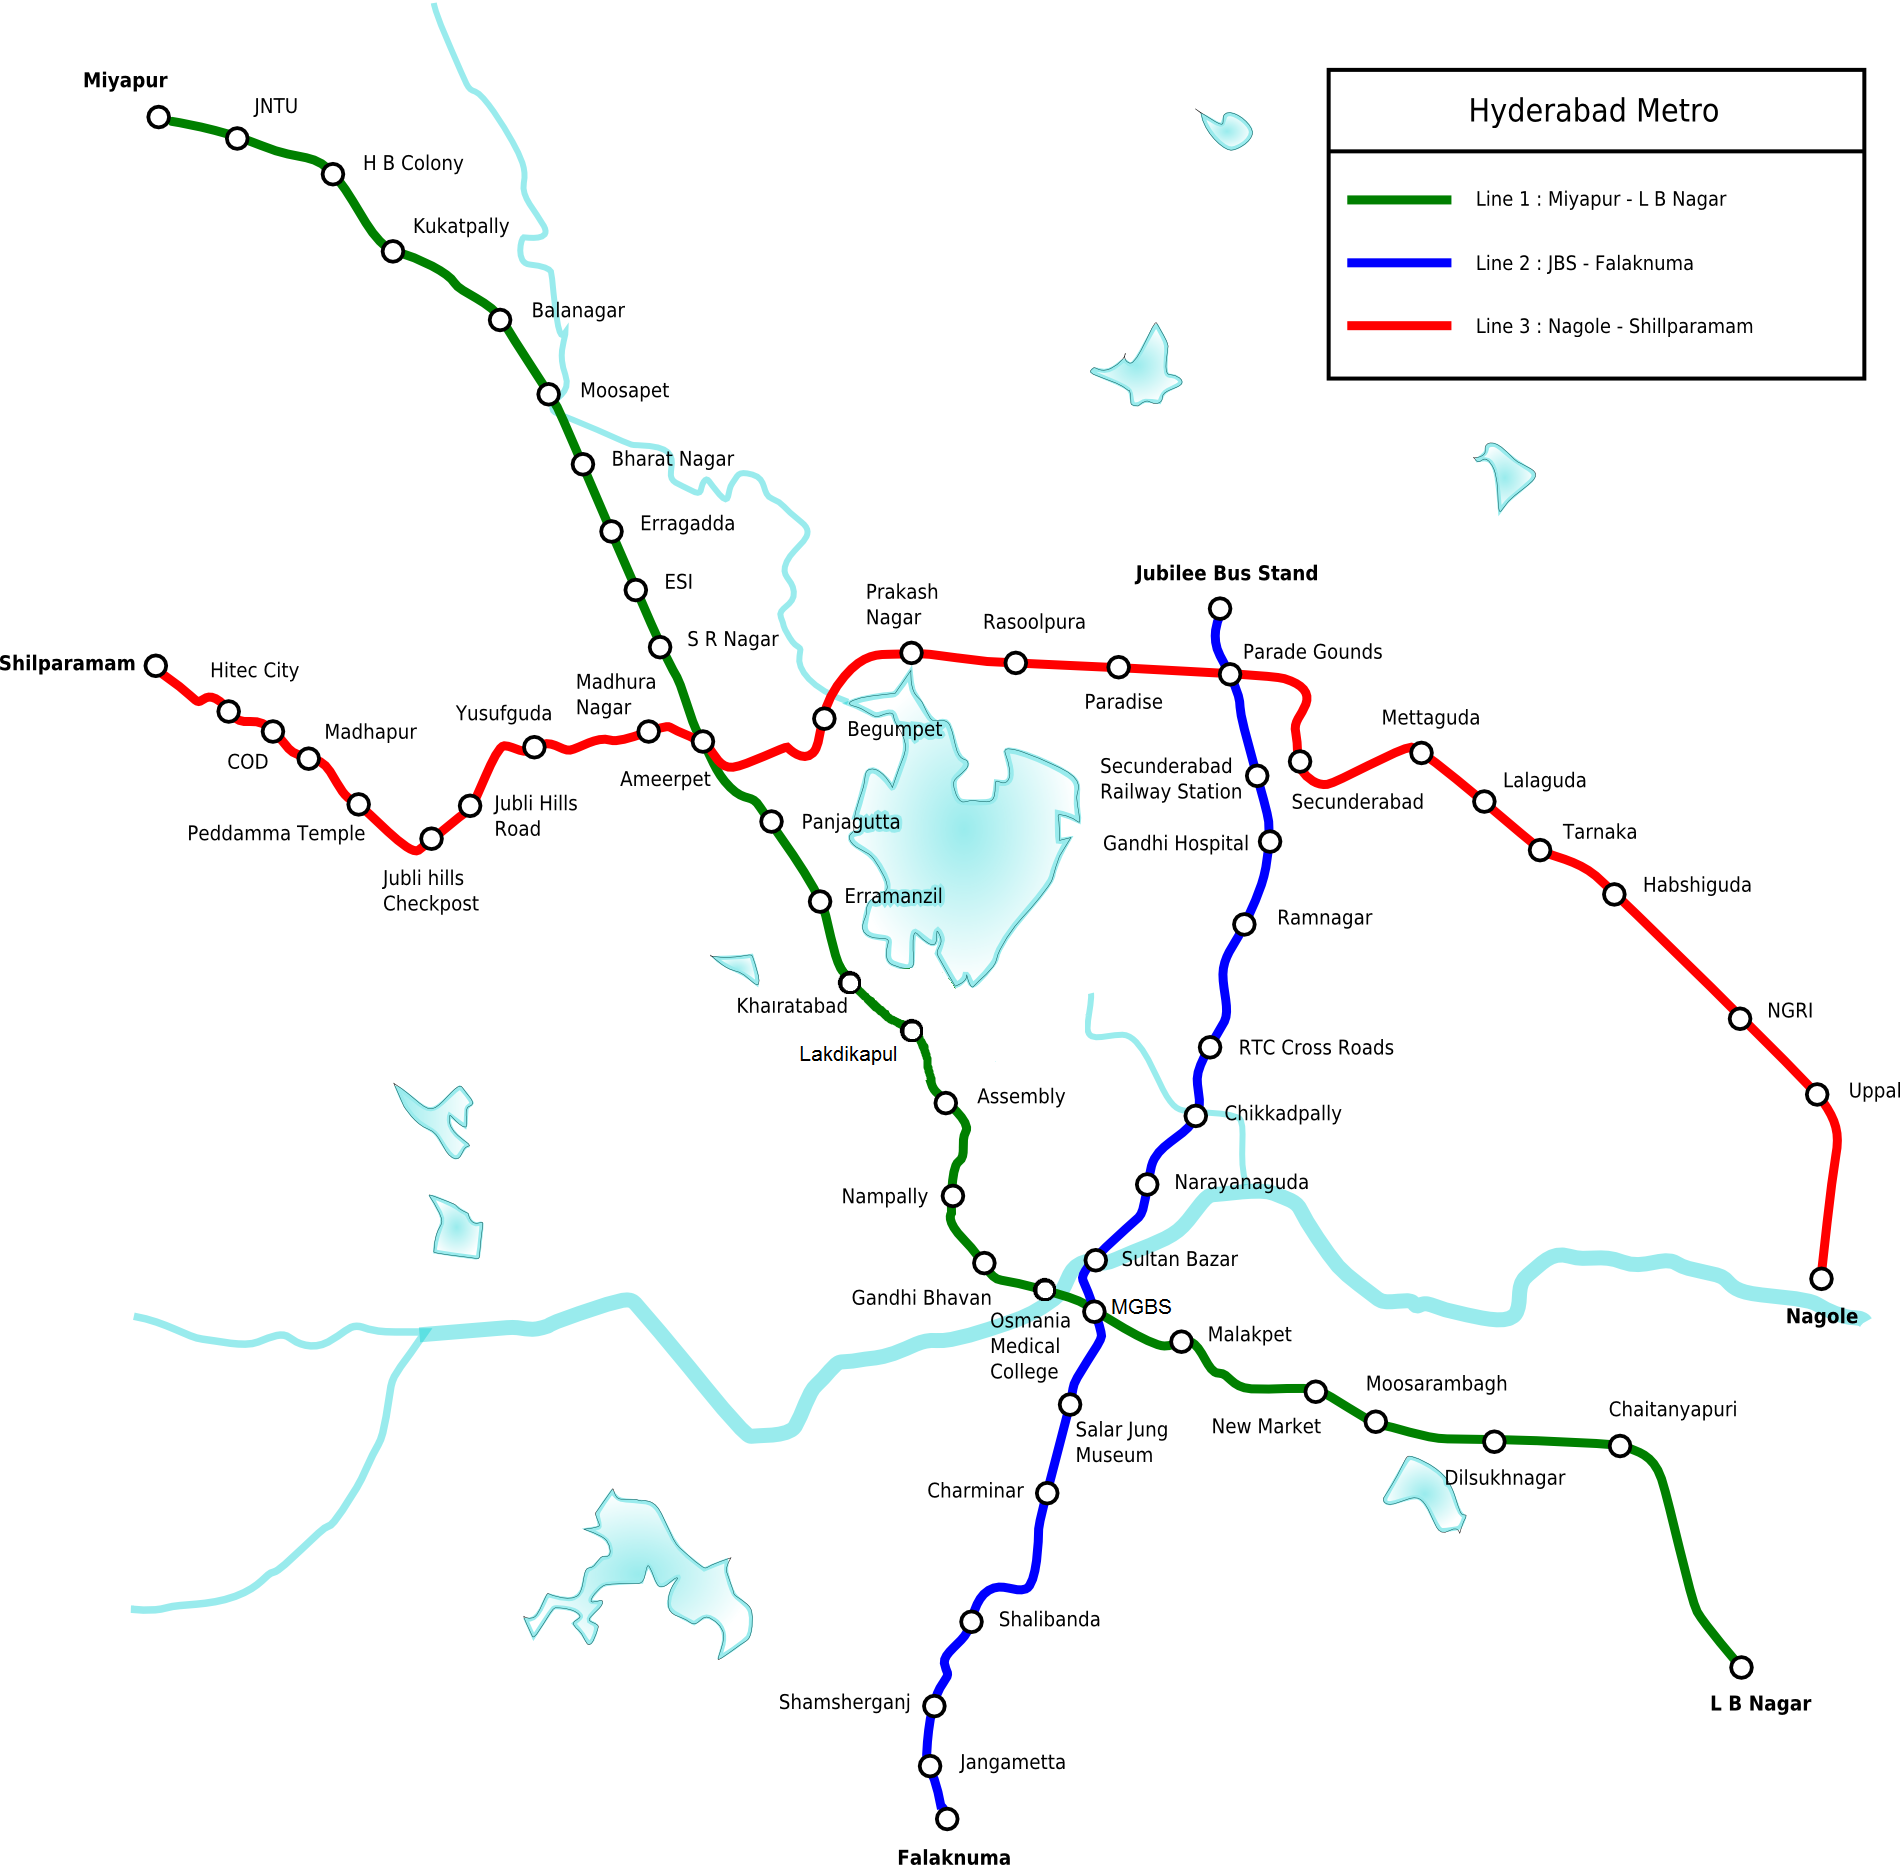 Miyapur
JNTU
H B Colony
Kukatpally
Balanagar
Moosapet
Bharat Nagar
Erragadda
ESI
S R Nagar
Hyderabad Metro
Line 1 : Miyapur - L B Nagar
Line 2 : JBS - Falaknuma
Line 3 : Nagole - Shillparamam
Jubilee Bus Stand
Prakash
Nagar
Rasoolpura
Parade Gounds
Paradise
Shilparamam
Hitec City
COD
Madhapur
Peddamma Temple
Jubli hills
Checkpost
Jubli Hills
Road
Yusufguda
Madhura
Nagar
Ameerpet
Begumpet
Mettaguda
Secunderabad
Railway Station
Secunderabad
Lalaguda
Tarnaka
Habshiguda
NGRI
Uppal
Nagole
Panjagutta
Erramanzil
Khairatabad
Lakdikapul
Assembly
Nampally
Gandhi Bhavan
Osmania
Medical
College
Gandhi Hospital
Ramnagar
RTC Cross Roads
Chikkadpally
Narayanaguda
Sultan Bazar
MGBS
Malakpet
New Market
Moosarambagh
Dilsukhnagar
Chaitanyapuri
L B Nagar
Salar Jung
Museum
Charminar
Shalibanda
Shamsherganj
Jangametta
Falaknuma